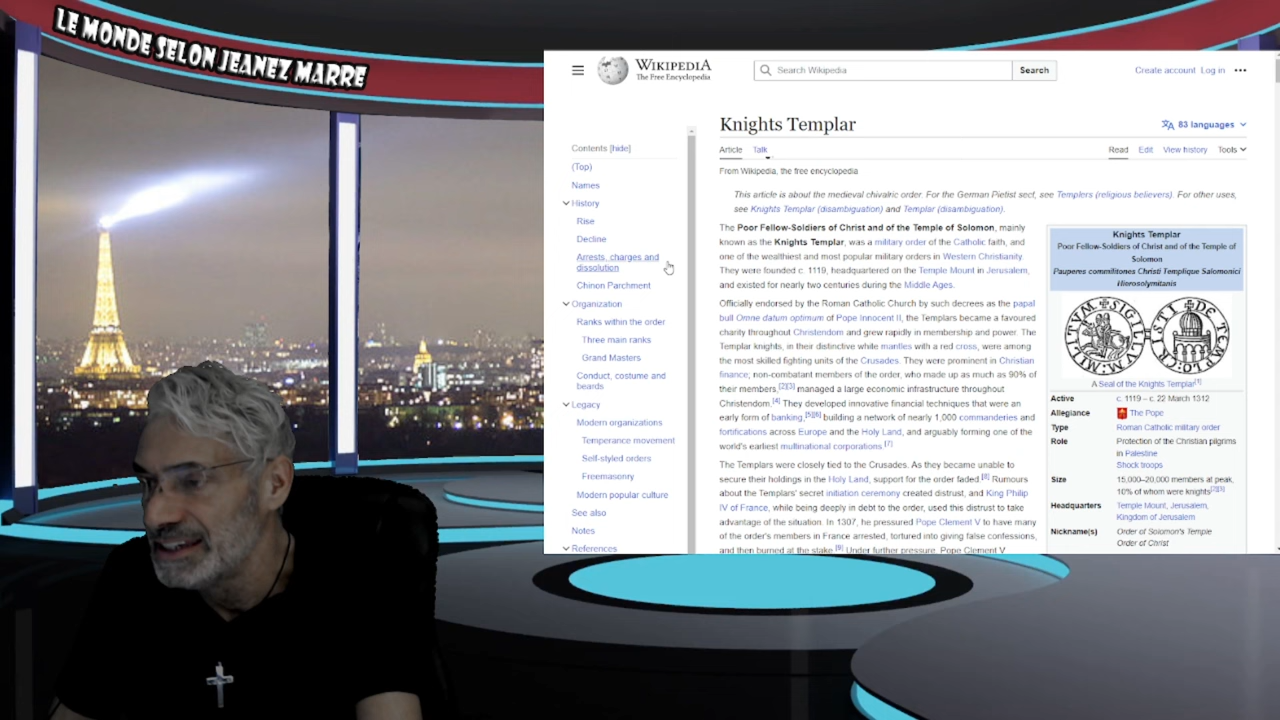 LE MONDE SELON JEANEZ MARRE
WIKIPEDIA
The Free Encyclopedia
Search Wikipedia
Search
Create account Log in
Knights Templar
83 languages
Article Talk
Read Edit View history Tools
From Wikipedia, the free encyclopedia
Contents [hide]
(Top)
Names
History
Rise
Decline
Arrests, charges and
dissolution
Chinon Parchment
Organization
Ranks within the order
Three main ranks
Grand Masters
Conduct, costume and
beards
Legacy
Modern organizations
Temperance movement
Self-styled orders
Freemasonry
Modern popular culture
See also
Notes
References
This article is about the medieval chivalric order. For the German Pietist sect, see Templers (religious believers). For other uses,
see Knights Templar (disambiguation) and Templar (disambiguation).
The Poor Fellow-Soldiers of Christ and of the Temple of Solomon, mainly
known as the Knights Templar, was a military order of the Catholic faith, and
one of the wealthiest and most popular military orders in Western Christianity.
They were founded c. 1119, headquartered on the Temple Mount in Jerusalem,
and existed for nearly two centuries during the Middle Ages.
Officially endorsed by the Roman Catholic Church by such decrees as the papal
bull Omne datum optimum of Pope Innocent II, the Templars became a favoured
charity throughout Christendom and grew rapidly in membership and power. The
Templar knights, in their distinctive white mantles with a red cross, were among
the most skilled fighting units of the Crusades. They were prominent in Christian
finance; non-combatant members of the order, who made up as much as 90% of
their members,[2][3] managed a large economic infrastructure throughout
Christendom.[4] They developed innovative financial techniques that were an
early form of banking,[5][6] building a network of nearly 1,000 commanderies and
fortifications across Europe and the Holy Land, and arguably forming one of the
world's earliest multinational corporations.[7]
The Templars were closely tied to the Crusades. As they became unable to
secure their holdings in the Holy Land, support for the order faded.[8] Rumours
about the Templars' secret initiation ceremony created distrust, and King Philip
IV of France, while being deeply in debt to the order, used this distrust to take
advantage of the situation. In 1307, he pressured Pope Clement V to have many
of the order's members in France arrested, tortured into giving false confessions,
and then burned at the stake.[9] Under further pressure, Pope Clement V
Knights Templar
Poor Fellow-Soldiers of Christ and of the Temple of
Solomon
Pauperes commilitones Christi Templique Salomonici
Hierosolymitanis
A Seal of the Knights Templar[1]
Active c. 1119 – c. 22 March 1312
Allegiance The Pope
Type Roman Catholic military order
Role Protection of the Christian pilgrims
in Palestine
Shock troops
Size 15,000–20,000 members at peak,
10% of whom were knights[2][3]
Headquarters Temple Mount, Jerusalem,
Kingdom of Jerusalem
Nickname(s) Order of Solomon's Temple
Order of Christ